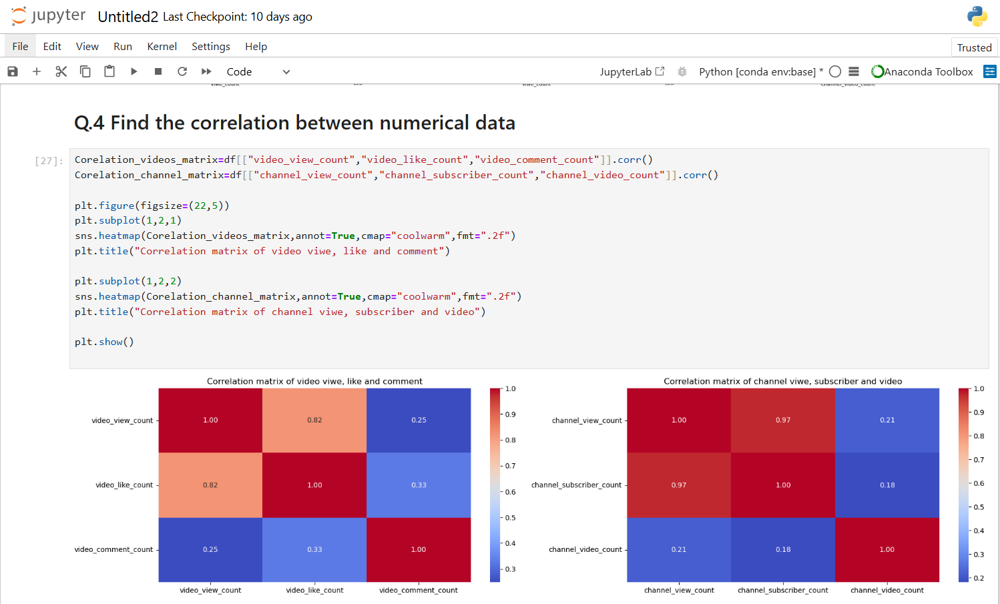 jupyter Untitled2 Last Checkpoint: 10 days ago
File Edit View Run Kernel Settings Help Trusted
Code JupyterLab Python [conda env:base] * Anaconda Toolbox
Q.4 Find the correlation between numerical data
[27]:
Corelation_videos_matrix=df[["video_view_count","video_like_count","video_comment_count"]].corr()
Corelation_channel_matrix=df[["channel_view_count","channel_subscriber_count","channel_video_count"]].corr()
plt.figure(figsize=(22,5))
plt.subplot(1,2,1)
sns.heatmap(Corelation_videos_matrix,annot=True,cmap="coolwarm",fmt=".2f")
plt.title("Correlation matrix of video viwe, like and comment")
plt.subplot(1,2,2)
sns.heatmap(Corelation_channel_matrix,annot=True,cmap="coolwarm",fmt=".2f")
plt.title("Correlation matrix of channel viwe, subscriber and video")
plt.show()
Correlation matrix of video viwe, like and comment
video_view_count 1.00 0.82 0.25
video_like_count 0.82 1.00 0.33
video_comment_count 0.25 0.33 1.00
video_view_count video_like_count video_comment_count
1.0
0.9
0.8
0.7
0.6
0.5
0.4
0.3
Correlation matrix of channel viwe, subscriber and video
channel_view_count 1.00 0.97 0.21
channel_subscriber_count 0.97 1.00 0.18
channel_video_count 0.21 0.18 1.00
channel_view_count channel_subscriber_count channel_video_count
1.0
0.9
0.8
0.7
0.6
0.5
0.4
0.3
0.2